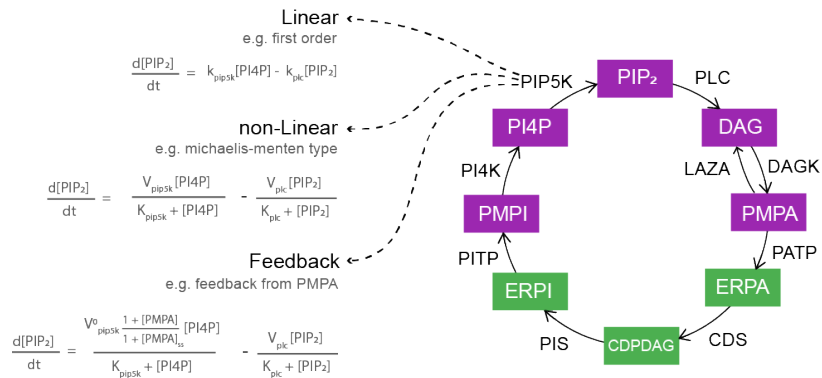 Linear
e.g. first order
d[PIP₂]/dt = k_pip5k[PI4P] - k_plc[PIP₂]
non-Linear
e.g. michaelis-menten type
d[PIP₂]/dt = V_pip5k[PI4P]/K_pip5k + [PI4P] - V_plc[PIP₂]/K_plc + [PIP₂]
Feedback
e.g. feedback from PMPA
d[PIP₂]/dt = V⁰_pip5k 1 + [PMPA]/1 + [PMPA]_ss [PI4P]/K_pip5k + [PI4P] - V_plc[PIP₂]/K_plc + [PIP₂]
PIP5K
PIP₂
PLC
PI4P
DAG
PI4K
LAZA
DAGK
PMPI
PMPA
PITP
PATP
ERPI
ERPA
PIS
CDPDAG
CDS